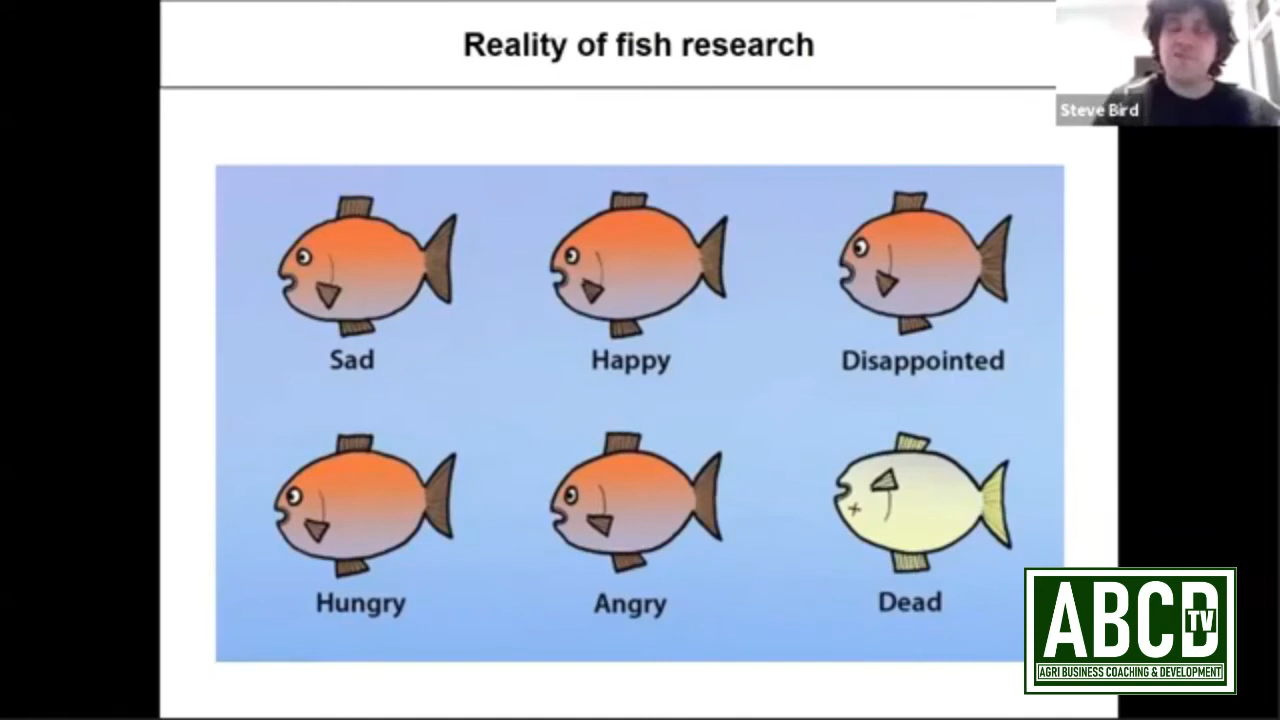 Reality of fish research
Steve Bird
Sad
Happy
Disappointed
Hungry
Angry
Dead
ABCD TV
AGRI BUSINESS COACHING & DEVELOPMENT